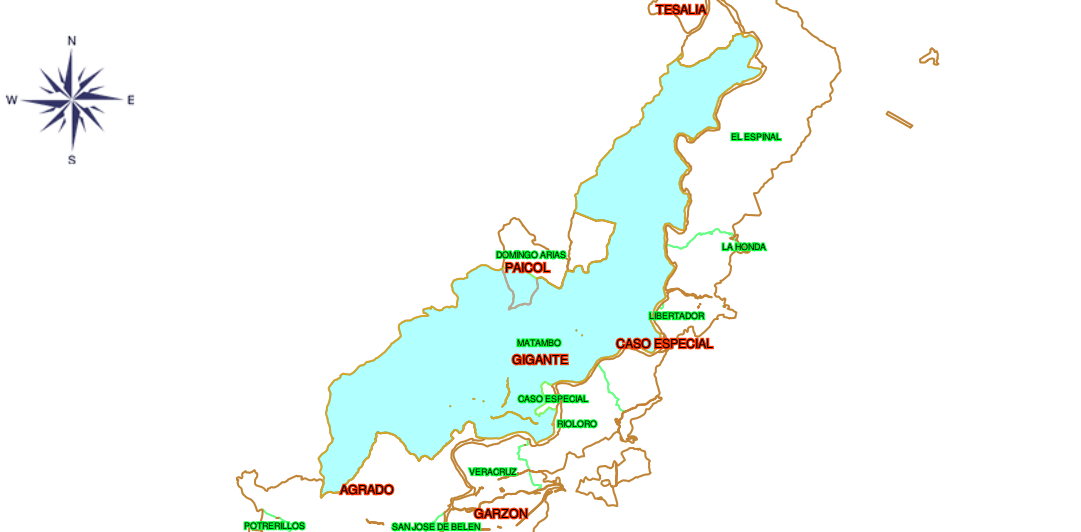 TESALIA
N
W
E
S
EL ESPINAL
LA HONDA
DOMINGO ARIAS
PAICOL
LIBERTADOR
MATAMBO
CASO ESPECIAL
GIGANTE
CASO ESPECIAL
RIOLORO
VERACRUZ
AGRADO
GARZON
POTRERILLOS
SAN JOSE DE BELEN